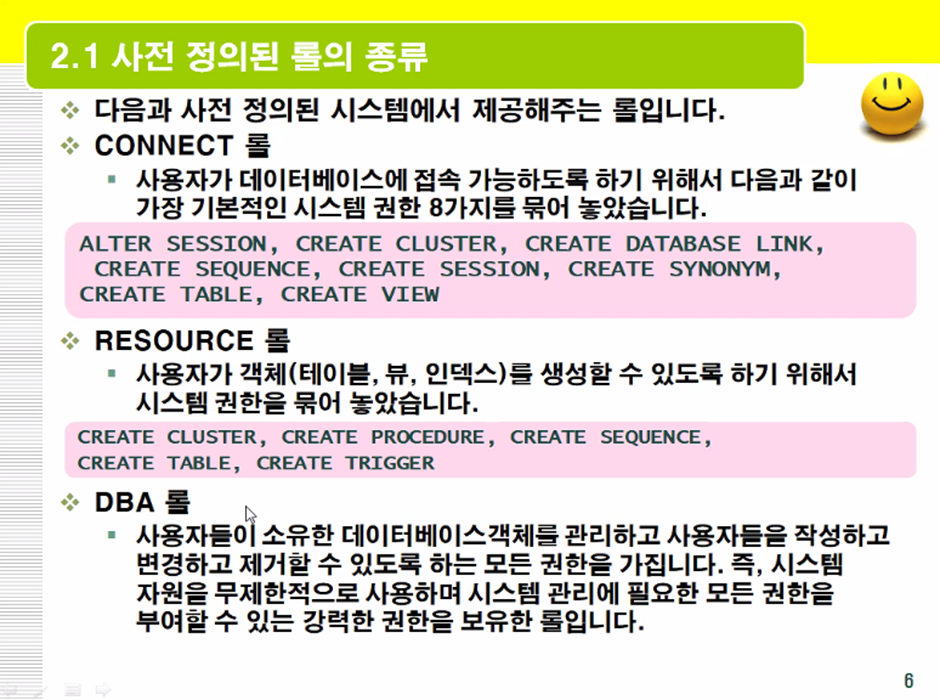 2.1 사전 정의된 롤의 종류
다음과 사전 정의된 시스템에서 제공해주는 롤입니다.
CONNECT 롤
사용자가 데이터베이스에 접속 가능하도록 하기 위해서 다음과 같이
가장 기본적인 시스템 권한 8가지를 묶어 놓았습니다.
ALTER SESSION, CREATE CLUSTER, CREATE DATABASE LINK,
CREATE SEQUENCE, CREATE SESSION, CREATE SYNONYM,
CREATE TABLE, CREATE VIEW
RESOURCE 롤
사용자가 객체(테이블, 뷰, 인덱스)를 생성할 수 있도록 하기 위해서
시스템 권한을 묶어 놓았습니다.
CREATE CLUSTER, CREATE PROCEDURE, CREATE SEQUENCE,
CREATE TABLE, CREATE TRIGGER
DBA 롤
사용자들이 소유한 데이터베이스객체를 관리하고 사용자들을 작성하고
변경하고 제거할 수 있도록 하는 모든 권한을 가집니다. 즉, 시스템
자원을 무제한적으로 사용하며 시스템 관리에 필요한 모든 권한을
부여할 수 있는 강력한 권한을 보유한 롤입니다.
6